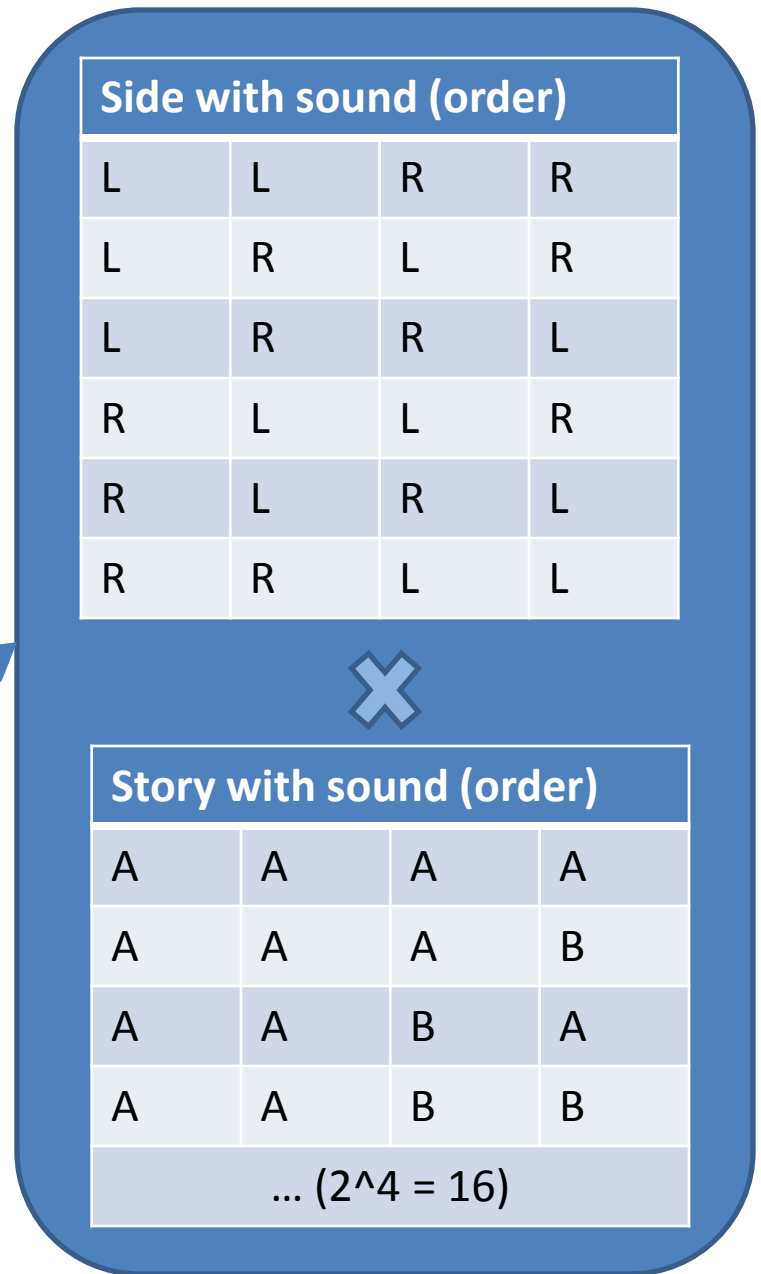 Side with sound (order)
L L R R
L R L R
L R R L
R L L R
R L R L
R R L L
Story with sound (order)
A A A A
A A A B
A A B A
A A B B
... (2^4 = 16)